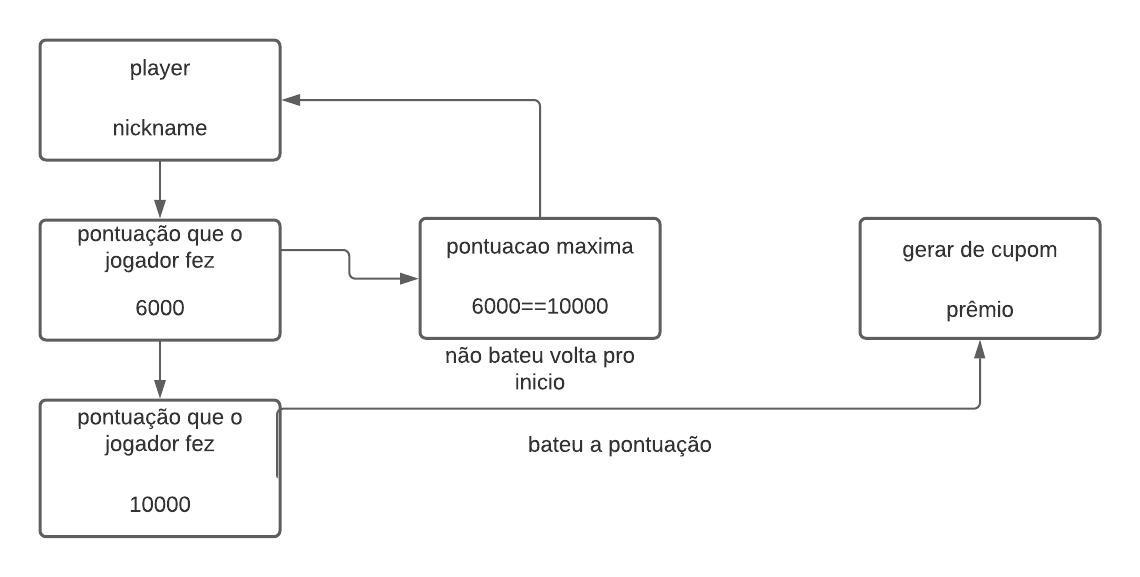 player
nickname
pontuação que o
jogador fez
6000
pontuacao maxima
6000==10000
não bateu volta pro
inicio
gerar de cupom
prêmio
pontuação que o
jogador fez
10000
bateu a pontuação